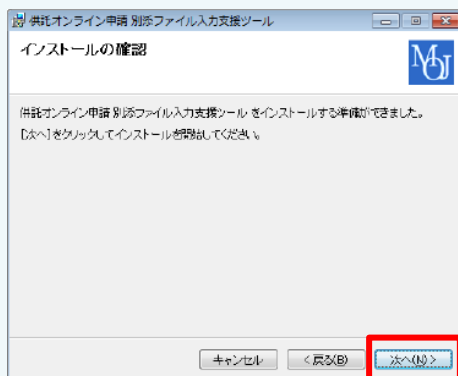 供託オンライン申請 別添ファイル入力支援ツール
インストールの確認
MOJ
供託オンライン申請 別添ファイル入力支援ツール をインストールする準備ができました。
[次へ]をクリックしてインストールを開始してください。
キャンセル
< 戻る(B)
次へ(N) >